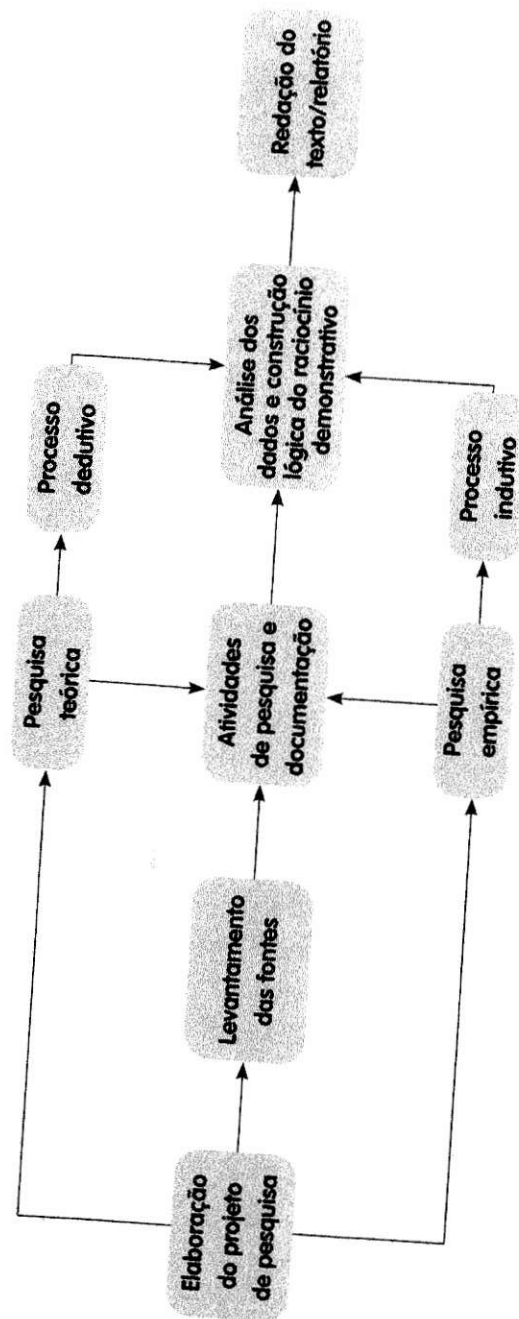 Elaboração
do projeto
de pesquisa
Levantamento
das fontes
Pesquisa
teórica
Atividades
de pesquisa e
documentação
Pesquisa
empírica
Processo
dedutivo
Análise dos
dados e construção
lógica do raciocínio
demonstrativo
Processo
indutivo
Redação do
texto/relatório